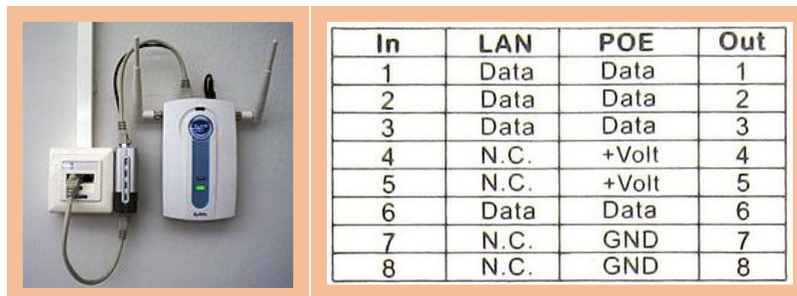 In LAN POE Out
1 Data Data 1
2 Data Data 2
3 Data Data 3
4 N.C. +Volt 4
5 N.C. +Volt 5
6 Data Data 6
7 N.C. GND 7
8 N.C. GND 8